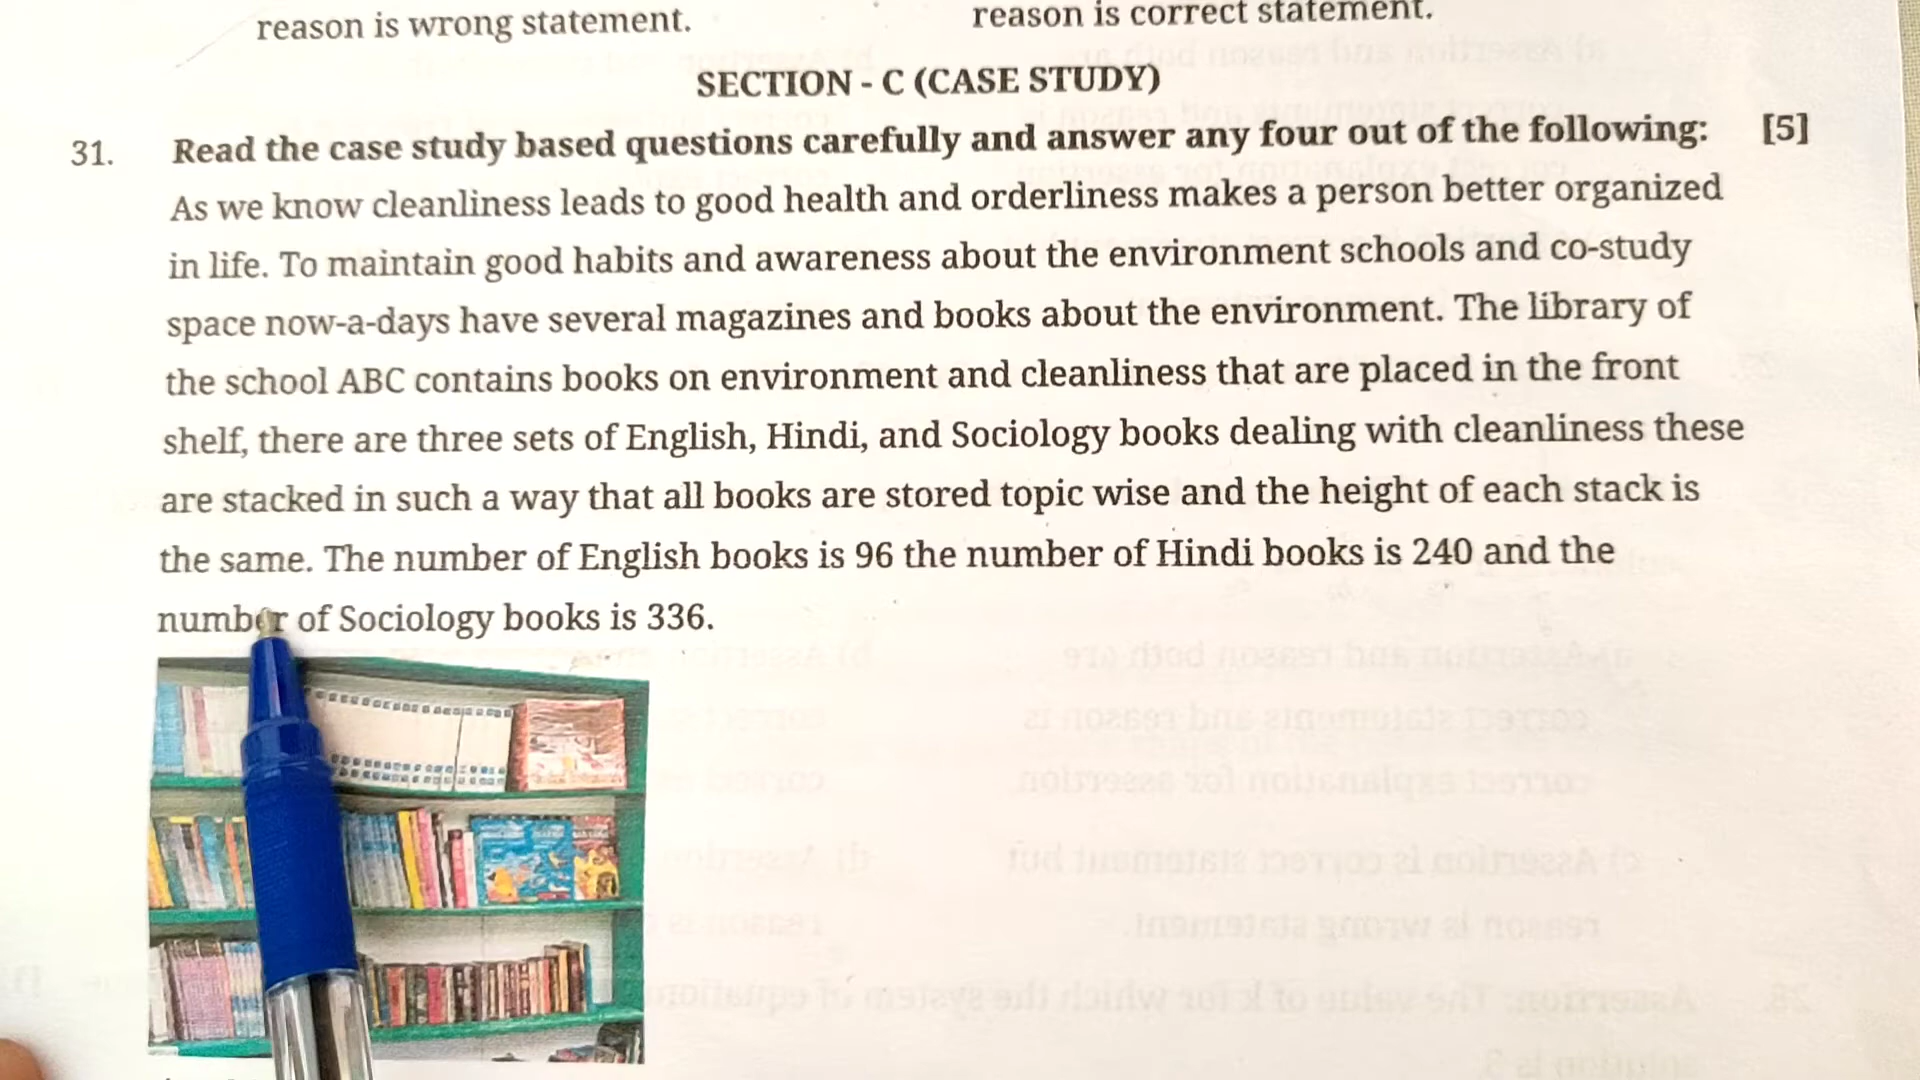 reason is wrong statement.
reason is correct statement.
SECTION - C (CASE STUDY)
31. Read the case study based questions carefully and answer any four out of the following: [5]
As we know cleanliness leads to good health and orderliness makes a person better organized
in life. To maintain good habits and awareness about the environment schools and co-study
space now-a-days have several magazines and books about the environment. The library of
the school ABC contains books on environment and cleanliness that are placed in the front
shelf, there are three sets of English, Hindi, and Sociology books dealing with cleanliness these
are stacked in such a way that all books are stored topic wise and the height of each stack is
the same. The number of English books is 96 the number of Hindi books is 240 and the
number of Sociology books is 336.